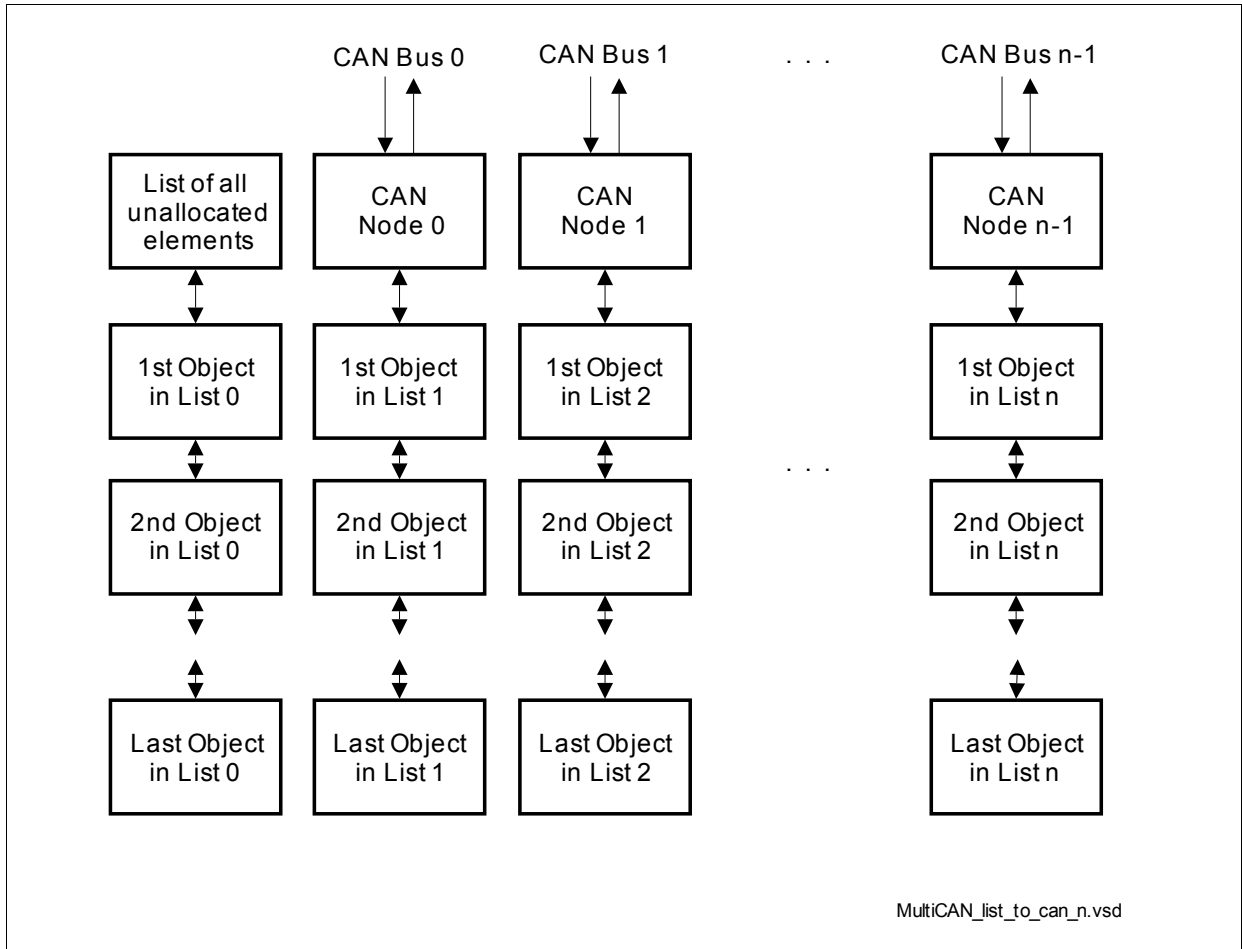 CAN Bus 0
CAN Bus 1
. . .
CAN Bus n-1
List of all
unallocated
elements
CAN
Node 0
CAN
Node 1
CAN
Node n-1
1st Object
in List 0
1st Object
in List 1
1st Object
in List 2
1st Object
in List n
. . .
2nd Object
in List 0
2nd Object
in List 1
2nd Object
in List 2
2nd Object
in List n
Last Object
in List 0
Last Object
in List 1
Last Object
in List 2
Last Object
in List n
MultiCAN_list_to_can_n.vsd